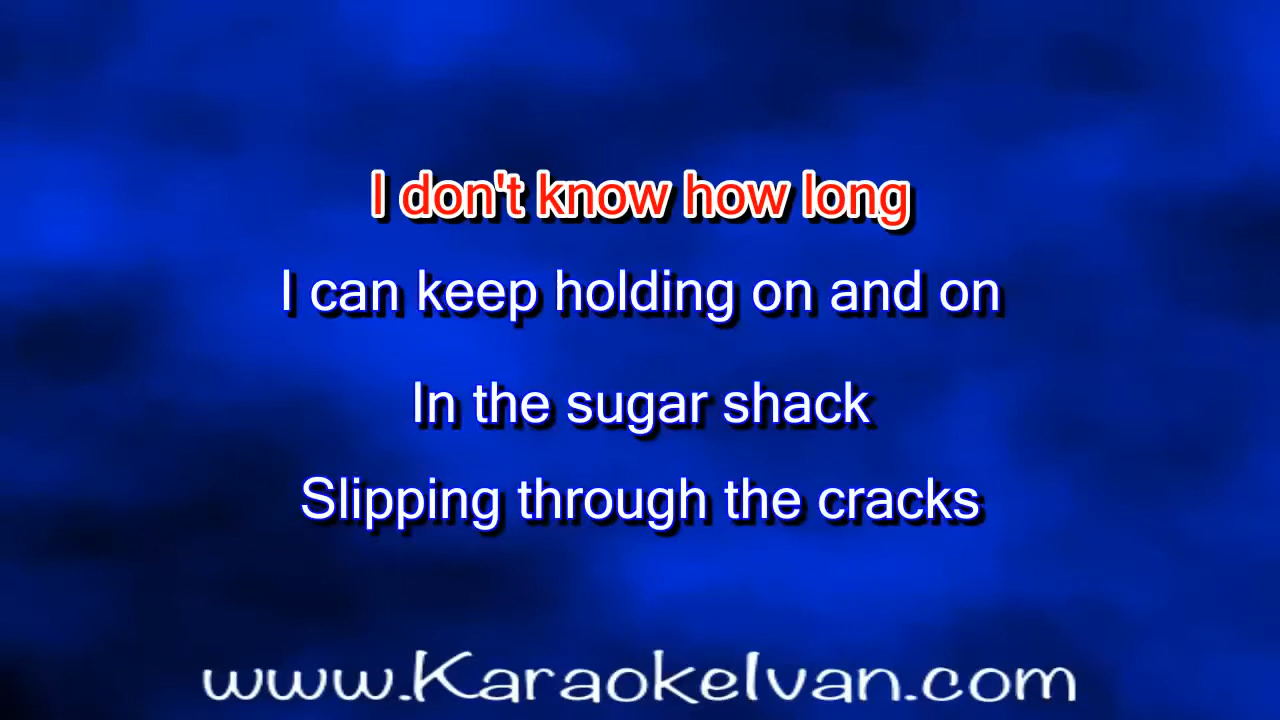 I don't know how long
I can keep holding on and on
In the sugar shack
Slipping through the cracks
www.KaraokeIvan.com